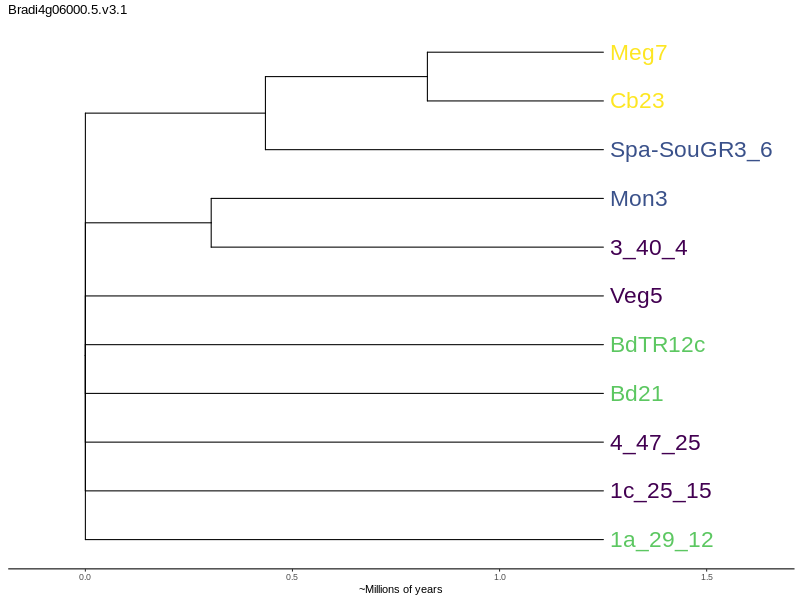 Bradi4g06000.5.v3.1
Meg7
Cb23
Spa-SouGR3_6
Mon3
3_40_4
Veg5
BdTR12c
Bd21
4_47_25
1c_25_15
1a_29_12
0.0 0.5 1.0 1.5
~Millions of years